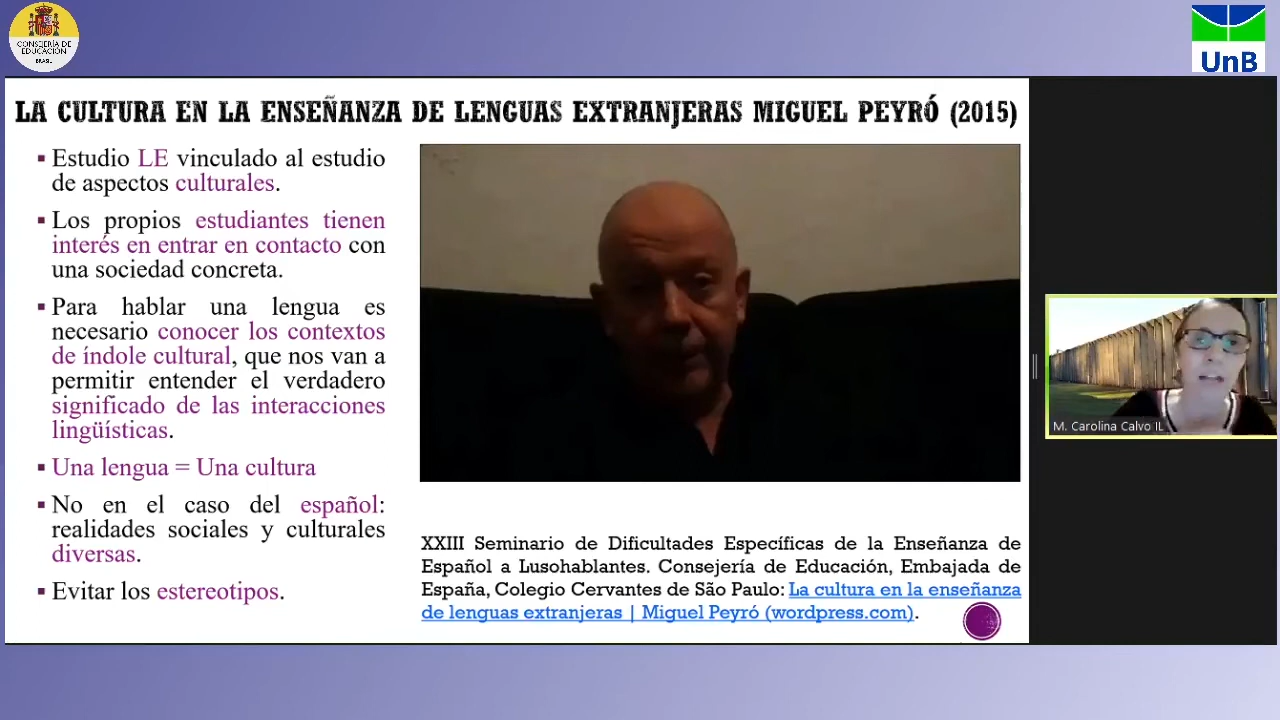 CONSEJERÍA DE
EDUCACIÓN
BRASIL
UnB
LA CULTURA EN LA ENSEÑANZA DE LENGUAS EXTRANJERAS MIGUEL PEYRÓ (2015)
▪ Estudio LE vinculado al estudio
de aspectos culturales.
▪ Los propios estudiantes tienen
interés en entrar en contacto con
una sociedad concreta.
▪ Para hablar una lengua es
necesario conocer los contextos
de índole cultural, que nos van a
permitir entender el verdadero
significado de las interacciones
lingüísticas.
▪ Una lengua = Una cultura
▪ No en el caso del español:
realidades sociales y culturales
diversas.
▪ Evitar los estereotipos.
XXIII Seminario de Dificultades Específicas de la Enseñanza de
Español a Lusohablantes. Consejería de Educación, Embajada de
España, Colegio Cervantes de São Paulo: La cultura en la enseñanza
de lenguas extranjeras | Miguel Peyró (wordpress.com).
M. Carolina Calvo IL